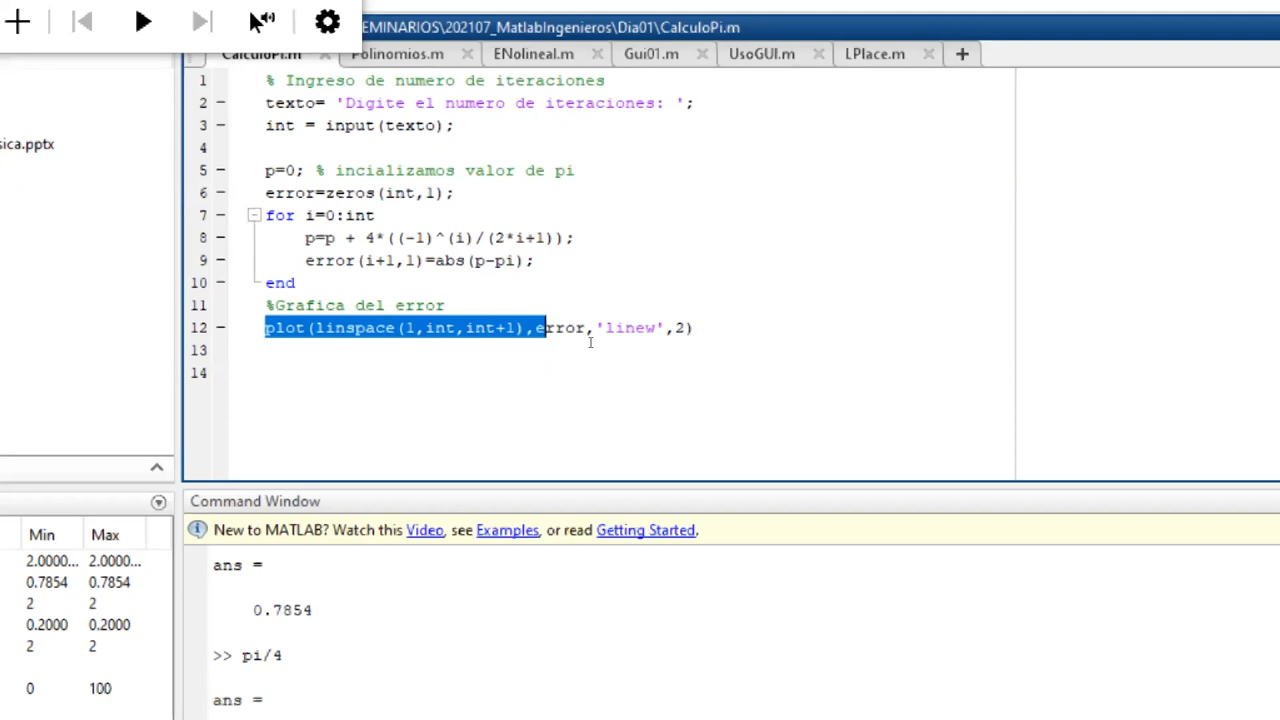 EMINARIOS\202107_MatlabIngenieros\Dia01\CalculoPi.m
CalculoPi.m
Polinomios.m
ENolineal.m
Gui01.m
UsoGUI.m
LPlace.m
sica.pptx
1 % Ingreso de numero de iteraciones
2 texto= 'Digite el numero de iteraciones: ';
3 int = input(texto);
4
5 p=0; % incializamos valor de pi
6 error=zeros(int,1);
7 for i=0:int
8 p=p + 4*((-1)^(i)/(2*i+1));
9 error(i+1,1)=abs(p-pi);
10 end
11 %Grafica del error
12 plot(linspace(1,int,int+1),error,'linew',2)
13
14
Command Window
New to MATLAB? Watch this Video, see Examples, or read Getting Started.
Min Max
2.0000... 2.0000...
0.7854 0.7854
2 2
0.2000 0.2000
2 2
0 100
ans =
0.7854
>> pi/4
ans =